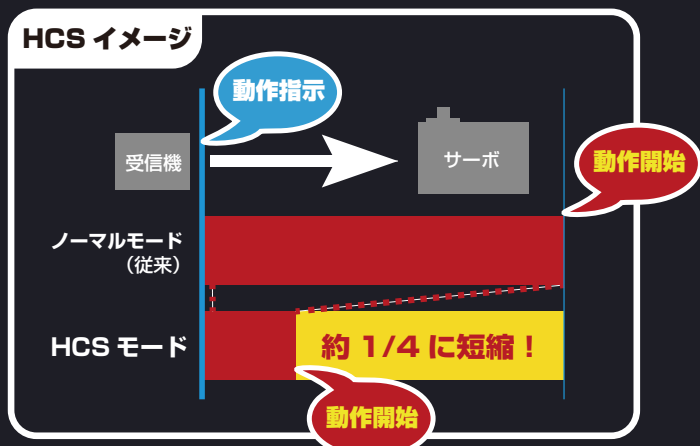 HCS イメージ
動作指示
受信機
サーボ
動作開始
ノーマルモード
（従来）
HCS モード
約 1/4 に短縮！
動作開始